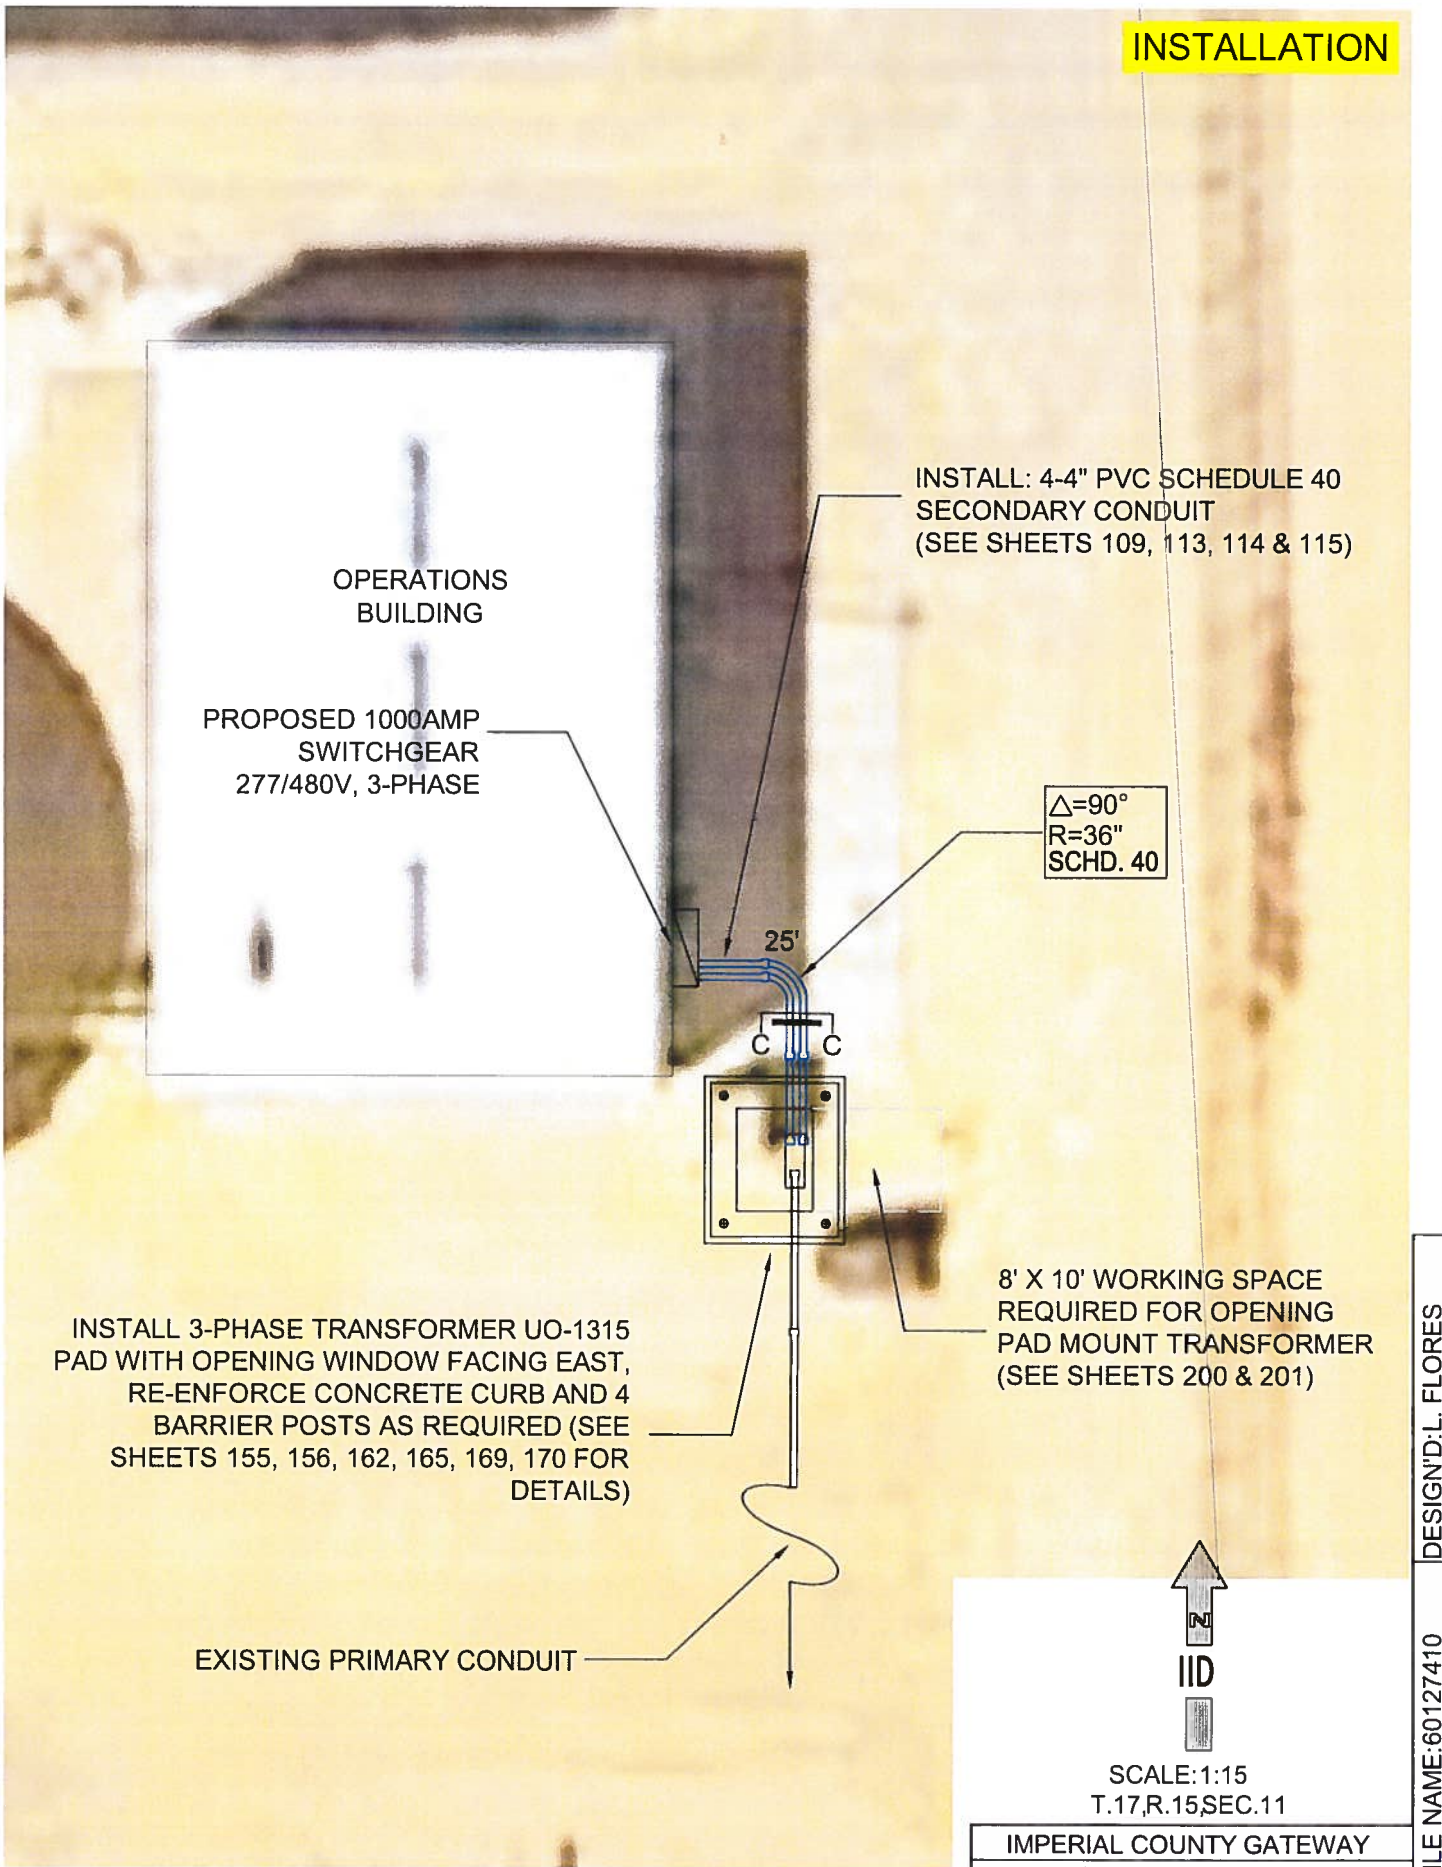 INSTALLATION
INSTALL: 4-4" PVC SCHEDULE 40
SECONDARY CONDUIT
(SEE SHEETS 109, 113, 114 & 115)
OPERATIONS
BUILDING
PROPOSED 1000AMP
SWITCHGEAR
277/480V, 3-PHASE
△=90°
R=36"
SCHD. 40
25'
C C
8' X 10' WORKING SPACE
REQUIRED FOR OPENING
PAD MOUNT TRANSFORMER
(SEE SHEETS 200 & 201)
INSTALL 3-PHASE TRANSFORMER UO-1315
PAD WITH OPENING WINDOW FACING EAST,
RE-ENFORCE CONCRETE CURB AND 4
BARRIER POSTS AS REQUIRED (SEE
SHEETS 155, 156, 162, 165, 169, 170 FOR
DETAILS)
EXISTING PRIMARY CONDUIT
N
IID
SCALE:1:15
T.17,R.15,SEC.11
IMPERIAL COUNTY GATEWAY
DESIGN'D:L. FLORES
LE NAME:60127410